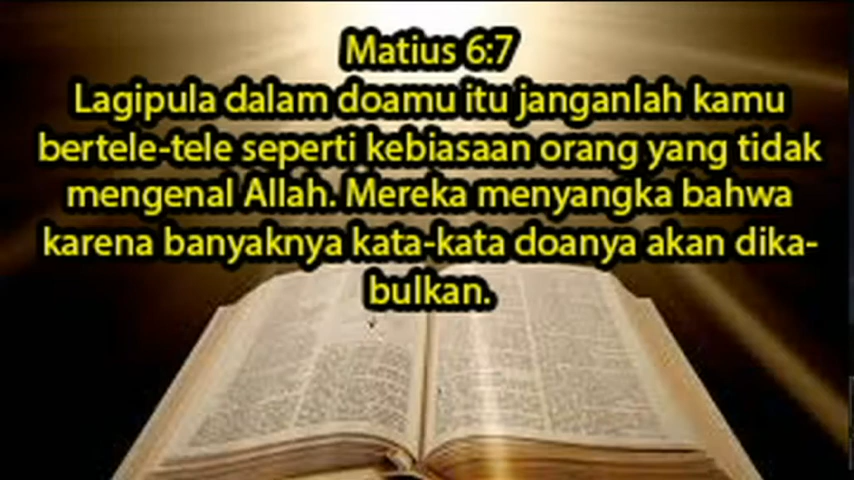 Matius 6:7
Lagipula dalam doamu itu janganlah kamu
bertele-tele seperti kebiasaan orang yang tidak
mengenal Allah. Mereka menyangka bahwa
karena banyaknya kata-kata doanya akan dika-
bulkan.